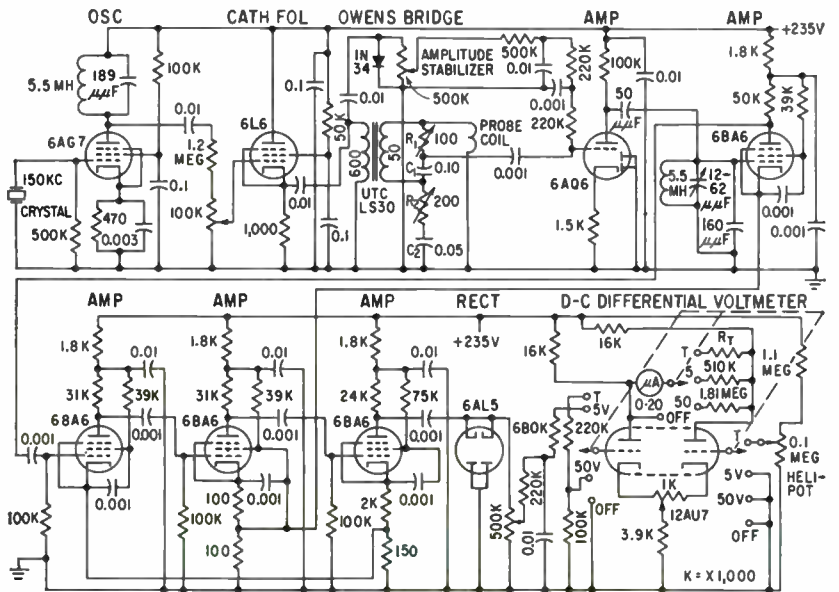 OSC CATH FOL OWENS BRIDGE AMP AMP
+235V
5.5 MH 189 μμF
100K
0.01
6AG7
1.2 MEG
150KC
CRYSTAL
500K
470
0.003
0.1
100K
6L6
0.01
1,000
0.1
50K
0.1
0.01
600
50
UTC LS30
IN 34
AMPLITUDE STABILIZER
500K
500K
0.01
0.001
220K
220K
R1 100
C1 0.10
R2 200
C2 0.05
PROBE COIL
0.001
100K
50 μμF
0.01
6AQ6
1.5K
5.5 MH
12-62 μμF
160 μμF
1.8K
50K
39K
6BA6
0.001
0.001
AMP AMP AMP RECT D-C DIFFERENTIAL VOLTMETER
+235V
1.8K
0.01
31K
39K
6BA6
0.001
0.001
0.001
100K
1.8K
0.01
31K
39K
6BA6
0.001
0.001
100
100
100K
1.8K
0.01
24K
75K
6BA6
0.001
0.001
2K
100K
150
6AL5
500K
220K
0.01
680K
T
5V
220K
50V
OFF
100K
16K
16K
μA
0-20
T
5
50
OFF
RT
510K
1.81 MEG
1.1 MEG
T
0.1 MEG
HELI-POT
5V
50V
OFF
1K
12AU7
3.9K
K = X 1,000